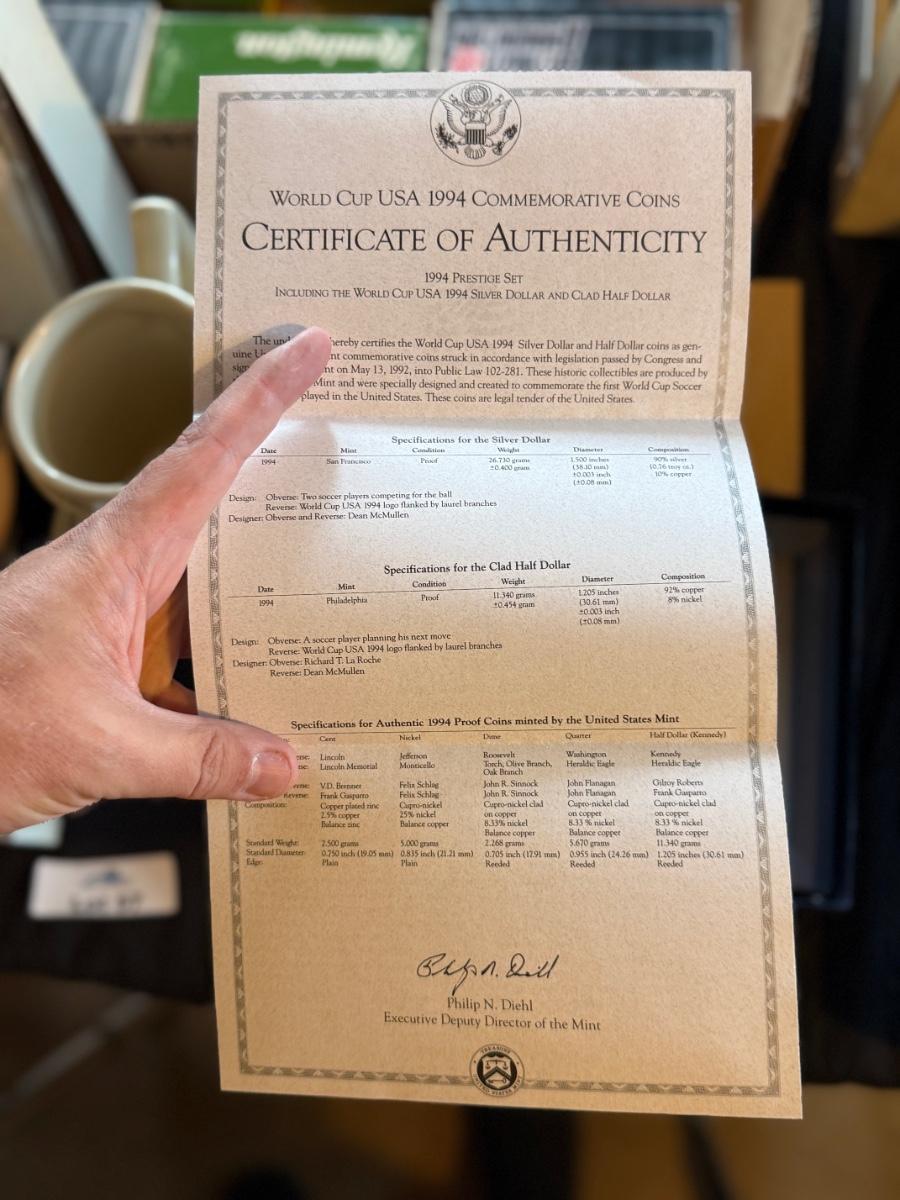 Remington
WORLD CUP USA 1994 COMMEMORATIVE COINS
CERTIFICATE OF AUTHENTICITY
1994 PRESTIGE SET
INCLUDING THE WORLD CUP USA 1994 SILVER DOLLAR AND CLAD HALF DOLLAR
The hereby certifies the World Cup USA 1994 Silver Dollar and Half Dollar coins as gen-
uine commemorative coins struck in accordance with legislation passed by Congress and
on May 13, 1992, into Public Law 102-281. These historic collectibles are produced by
Mint and were specially designed and created to commemorate the first World Cup Soccer
played in the United States. These coins are legal tender of the United States.
Specifications for the Silver Dollar
Date Mint Condition Weight Diameter Composition
1994 San Francisco Proof 26.730 grams 1.500 inches 90% silver
±0.400 gram (38.10 mm) (0.76 troy oz.)
±0.003 inch 10% copper
(±0.08 mm)
Design: Obverse: Two soccer players competing for the ball
Reverse: World Cup USA 1994 logo flanked by laurel branches
Designer: Obverse and Reverse: Dean McMullen
Specifications for the Clad Half Dollar
Date Mint Condition Weight Diameter Composition
1994 Philadelphia Proof 11.340 grams 1.205 inches 92% copper
±0.454 gram (30.61 mm) 8% nickel
±0.003 inch
(±0.08 mm)
Design: Obverse: A soccer player planning his next move
Reverse: World Cup USA 1994 logo flanked by laurel branches
Designer: Obverse: Richard T. La Roche
Reverse: Dean McMullen
Specifications for Authentic 1994 Proof Coins minted by the United States Mint
Cent Nickel Dime Quarter Half Dollar (Kennedy)
Lincoln Jefferson Roosevelt Washington Kennedy
Lincoln Memorial Monticello Torch, Olive Branch, Heraldic Eagle Heraldic Eagle
Oak Branch
V.D. Brenner Felix Schlag John R. Sinnock John Flanagan Gilroy Roberts
Frank Gasparro Felix Schlag John R. Sinnock John Flanagan Frank Gasparro
Composition: Copper plated zinc Cupro-nickel Cupro-nickel clad Cupro-nickel clad Cupro-nickel clad
2.5% copper 25% nickel on copper on copper on copper
Balance zinc Balance copper 8.33% nickel 8.33 % nickel 8.33 % nickel
Balance copper Balance copper Balance copper
Standard Weight: 2.500 grams 5.000 grams 2.268 grams 5.670 grams 11.340 grams
Standard Diameter: 0.750 inch (19.05 mm) 0.835 inch (21.21 mm) 0.705 inch (17.91 mm) 0.955 inch (24.26 mm) 1.205 inches (30.61 mm)
Edge: Plain Plain Reeded Reeded Reeded
Philip N. Diehl
Philip N. Diehl
Executive Deputy Director of the Mint